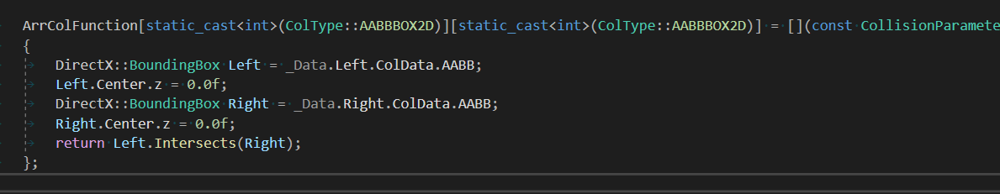 ArrColFunction[static_cast<int>(ColType::AABBBOX2D)][static_cast<int>(ColType::AABBBOX2D)] = [](const CollisionParamete
{
DirectX::BoundingBox Left = _Data.Left.ColData.AABB;
Left.Center.z = 0.0f;
DirectX::BoundingBox Right = _Data.Right.ColData.AABB;
Right.Center.z = 0.0f;
return Left.Intersects(Right);
};